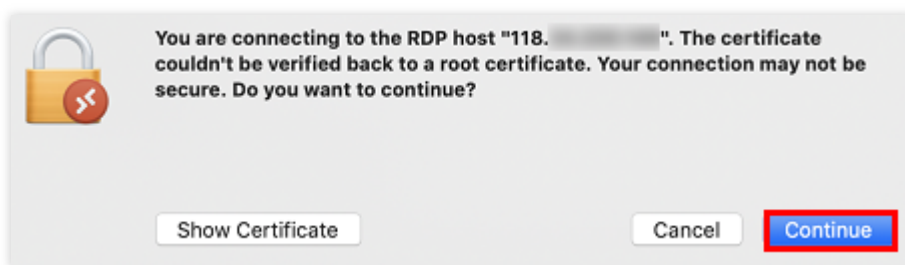 You are connecting to the RDP host "118. ". The certificate
couldn't be verified back to a root certificate. Your connection may not be
secure. Do you want to continue?
Show Certificate
Cancel
Continue